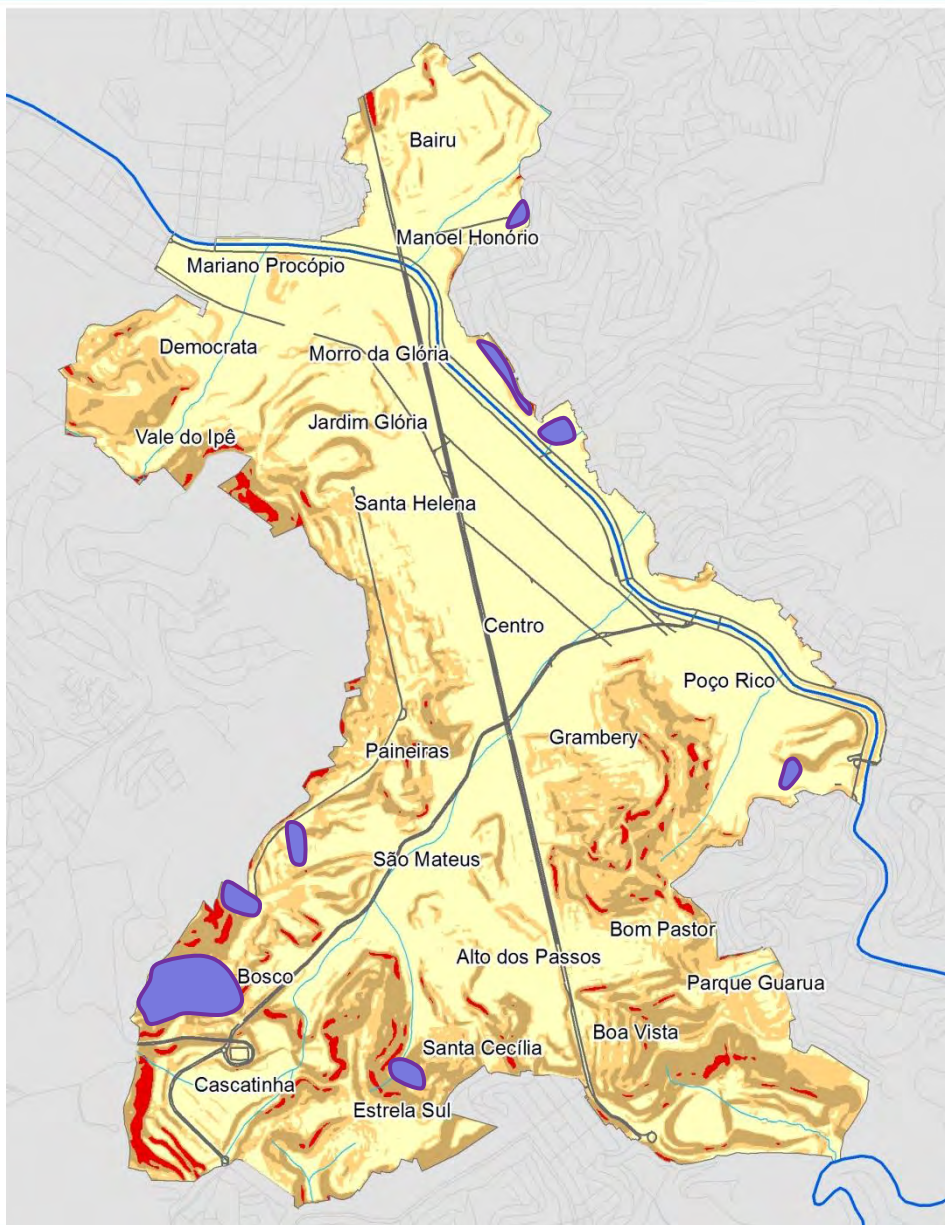 Bairu
Manoel Honório
Mariano Procópio
Democrata
Morro da Glória
Jardim Glória
Vale do Ipê
Santa Helena
Centro
Poço Rico
Grambery
Paineiras
São Mateus
Bom Pastor
Alto dos Passos
Bosco
Parque Guarua
Boa Vista
Santa Cecília
Cascatinha
Estrela Sul